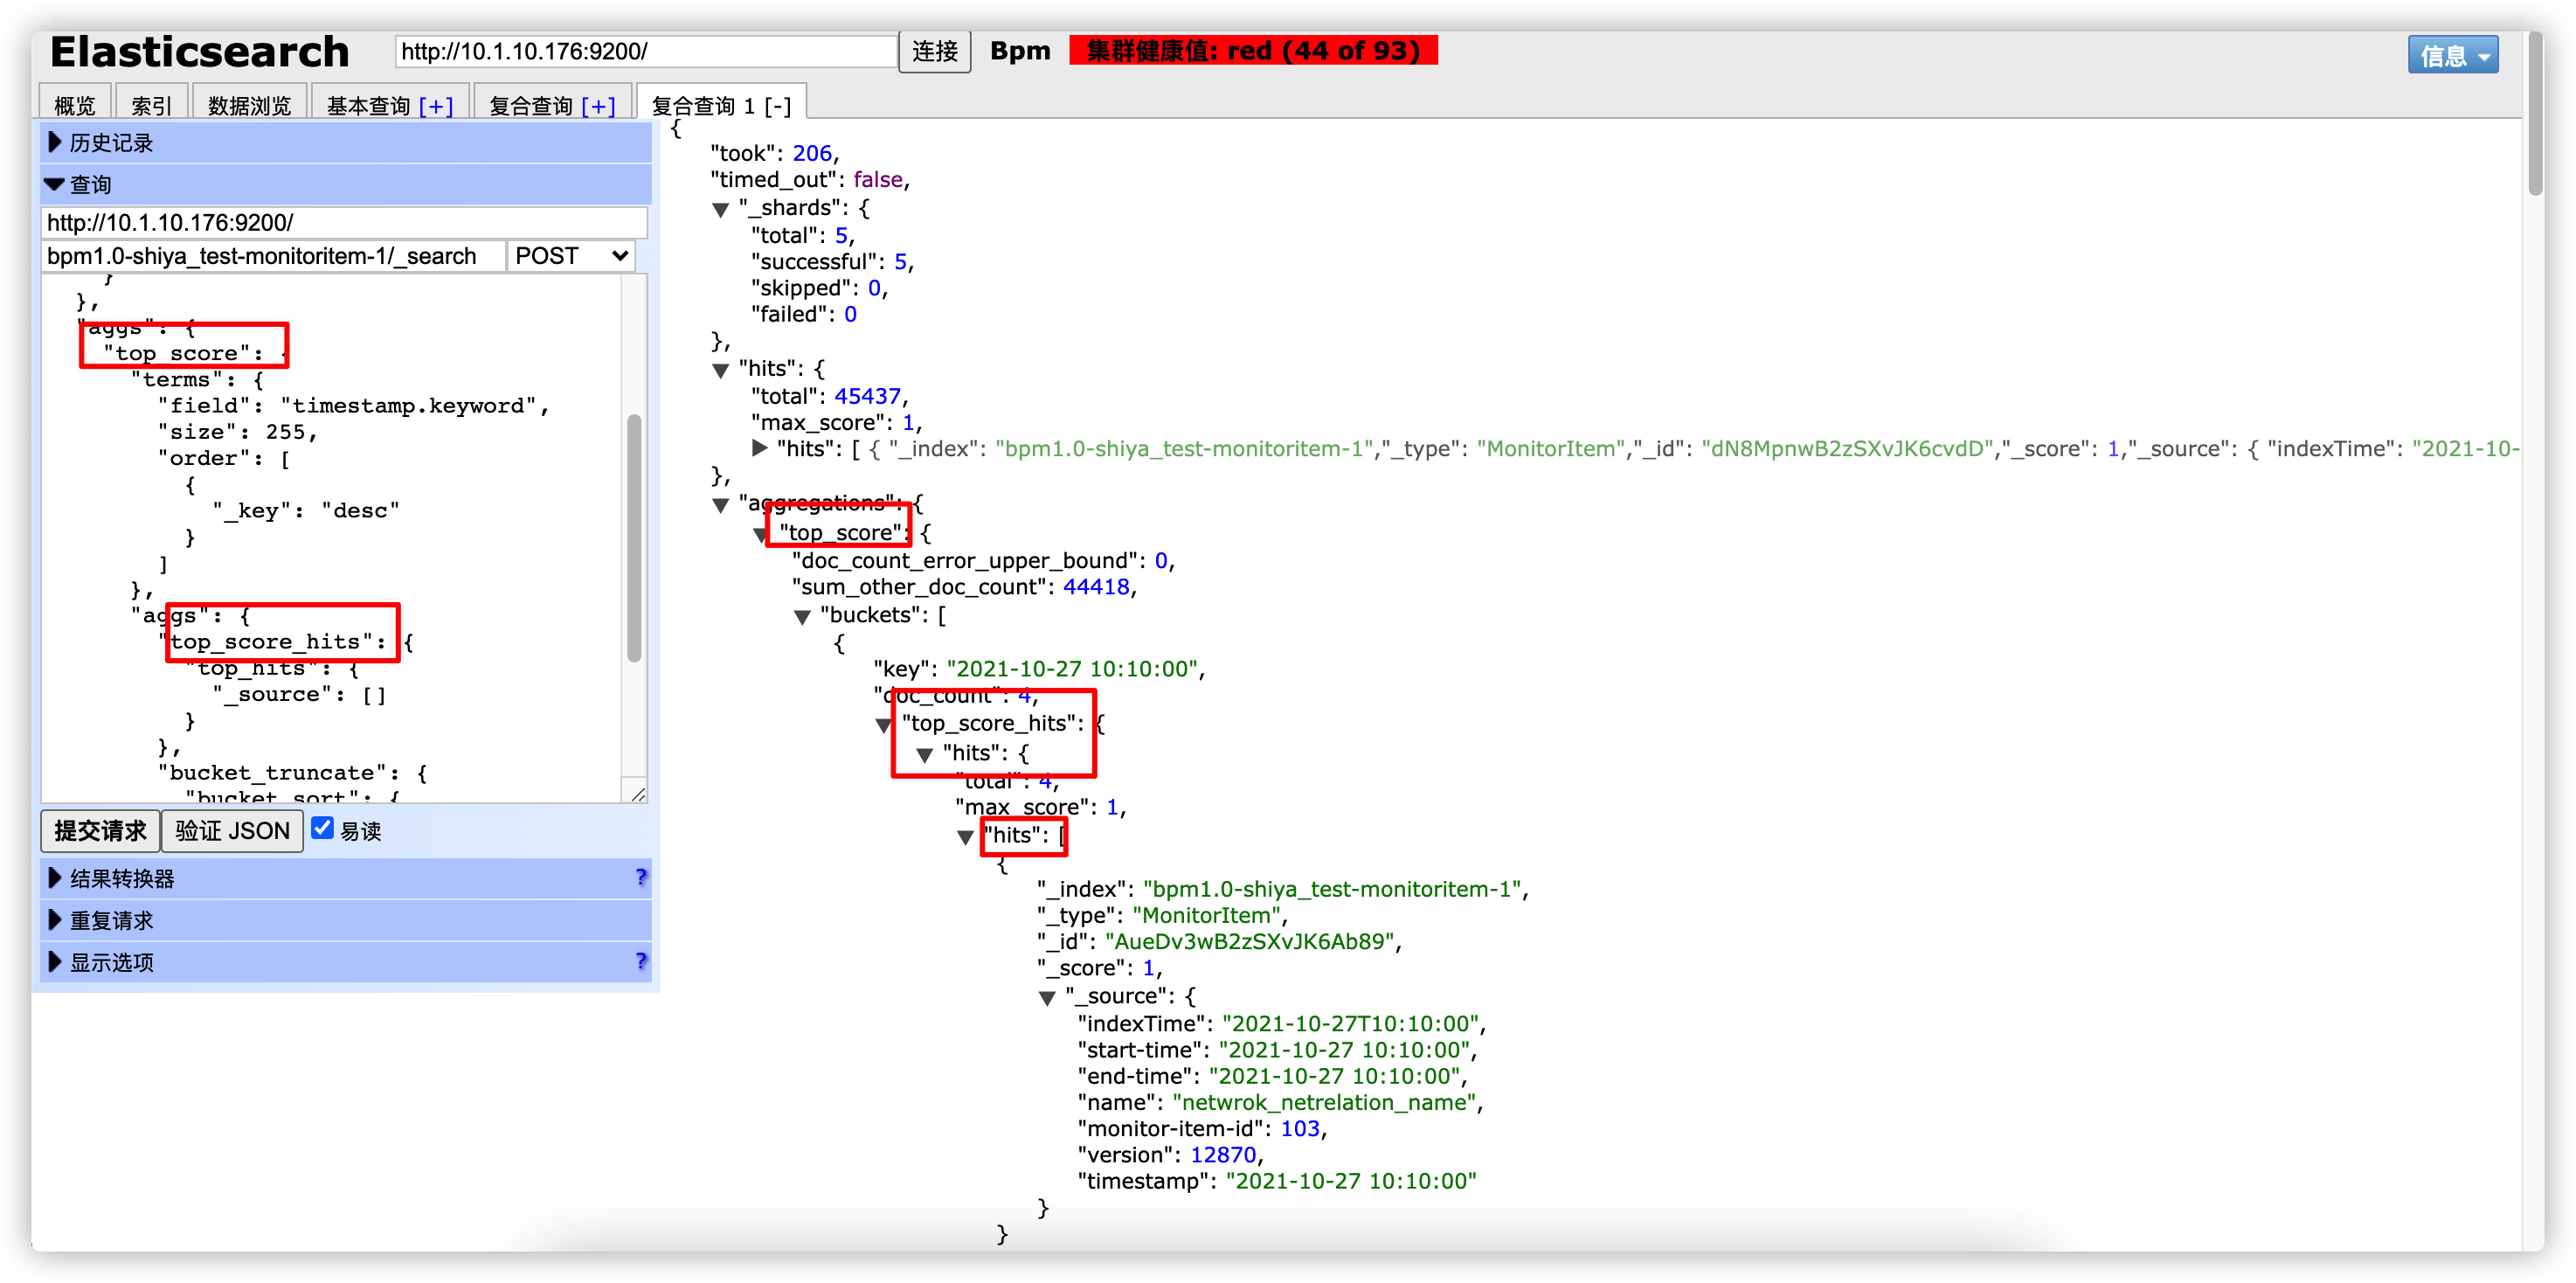 Elasticsearch http://10.1.10.176:9200/ 连接 Bpm 集群健康值: red (44 of 93) 信息
概览 索引 数据浏览 基本查询 [+] 复合查询 [+] 复合查询 1 [-]
历史记录
查询
http://10.1.10.176:9200/
bpm1.0-shiya_test-monitoritem-1/_search POST
}
},
"aggs": {
"top_score": {
"terms": {
"field": "timestamp.keyword",
"size": 255,
"order": [
{
"_key": "desc"
}
]
},
"aggs": {
"top_score_hits": {
"top_hits": {
"_source": []
}
},
"bucket_truncate": {
"bucket_sort": {
提交请求 验证 JSON 易读
结果转换器 ?
重复请求
显示选项 ?
{
"took": 206,
"timed_out": false,
"_shards": {
"total": 5,
"successful": 5,
"skipped": 0,
"failed": 0
},
"hits": {
"total": 45437,
"max_score": 1,
"hits": [ { "_index": "bpm1.0-shiya_test-monitoritem-1","_type": "MonitorItem","_id": "dN8MpnwB2zSXvJK6cvdD","_score": 1,"_source": { "indexTime": "2021-10-
},
"aggregations": {
"top_score": {
"doc_count_error_upper_bound": 0,
"sum_other_doc_count": 44418,
"buckets": [
{
"key": "2021-10-27 10:10:00",
"doc_count": 4,
"top_score_hits": {
"hits": {
"total": 4,
"max_score": 1,
"hits": [
{
"_index": "bpm1.0-shiya_test-monitoritem-1",
"_type": "MonitorItem",
"_id": "AueDv3wB2zSXvJK6Ab89",
"_score": 1,
"_source": {
"indexTime": "2021-10-27T10:10:00",
"start-time": "2021-10-27 10:10:00",
"end-time": "2021-10-27 10:10:00",
"name": "netwrok_netrelation_name",
"monitor-item-id": 103,
"version": 12870,
"timestamp": "2021-10-27 10:10:00"
}
}